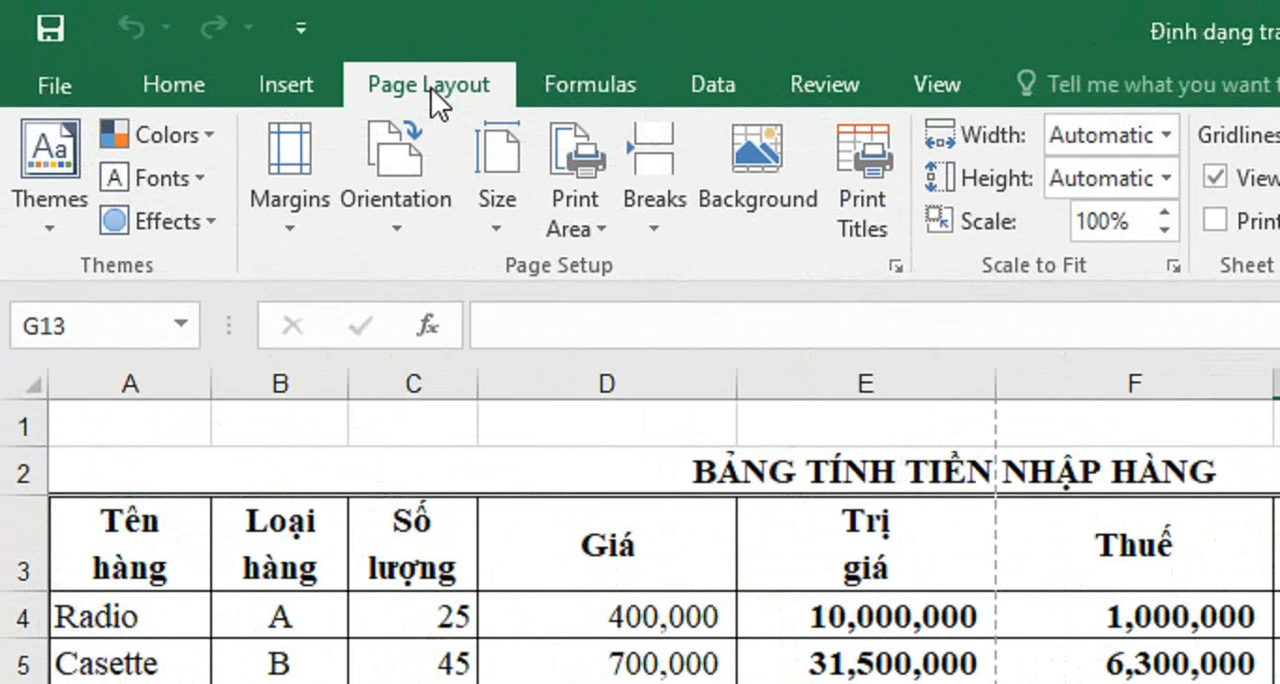 Định dạng tra
File Home Insert Page Layout Formulas Data Review View Tell me what you want t
Aa Colors Margins Orientation Size Print Area Breaks Background Print Titles Width: Automatic Gridlines
A Fonts Height: Automatic View
Themes Effects Scale: 100% Print
Themes Page Setup Scale to Fit Sheet
G13 fx
A B C D E F
1
2 BẢNG TÍNH TIỀN NHẬP HÀNG
3 Tên hàng Loại hàng Số lượng Giá Trị giá Thuế
4 Radio A 25 400,000 10,000,000 1,000,000
5 Casette B 45 700,000 31,500,000 6,300,000